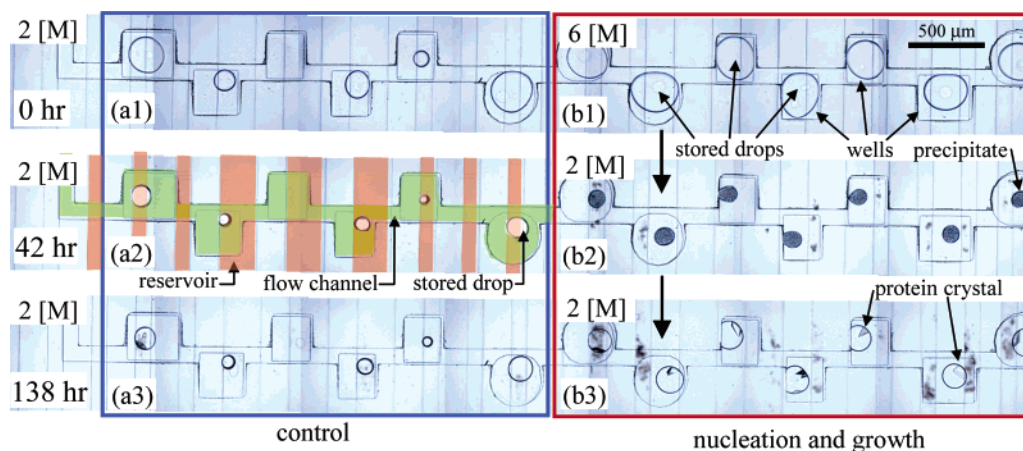 2 [M]
0 hr
(a1)
6 [M]
500 μm
(b1)
stored drops
wells
precipitate
2 [M]
42 hr
(a2)
reservoir
flow channel
stored drop
2 [M]
(b2)
2 [M]
138 hr
(a3)
2 [M]
protein crystal
(b3)
control
nucleation and growth